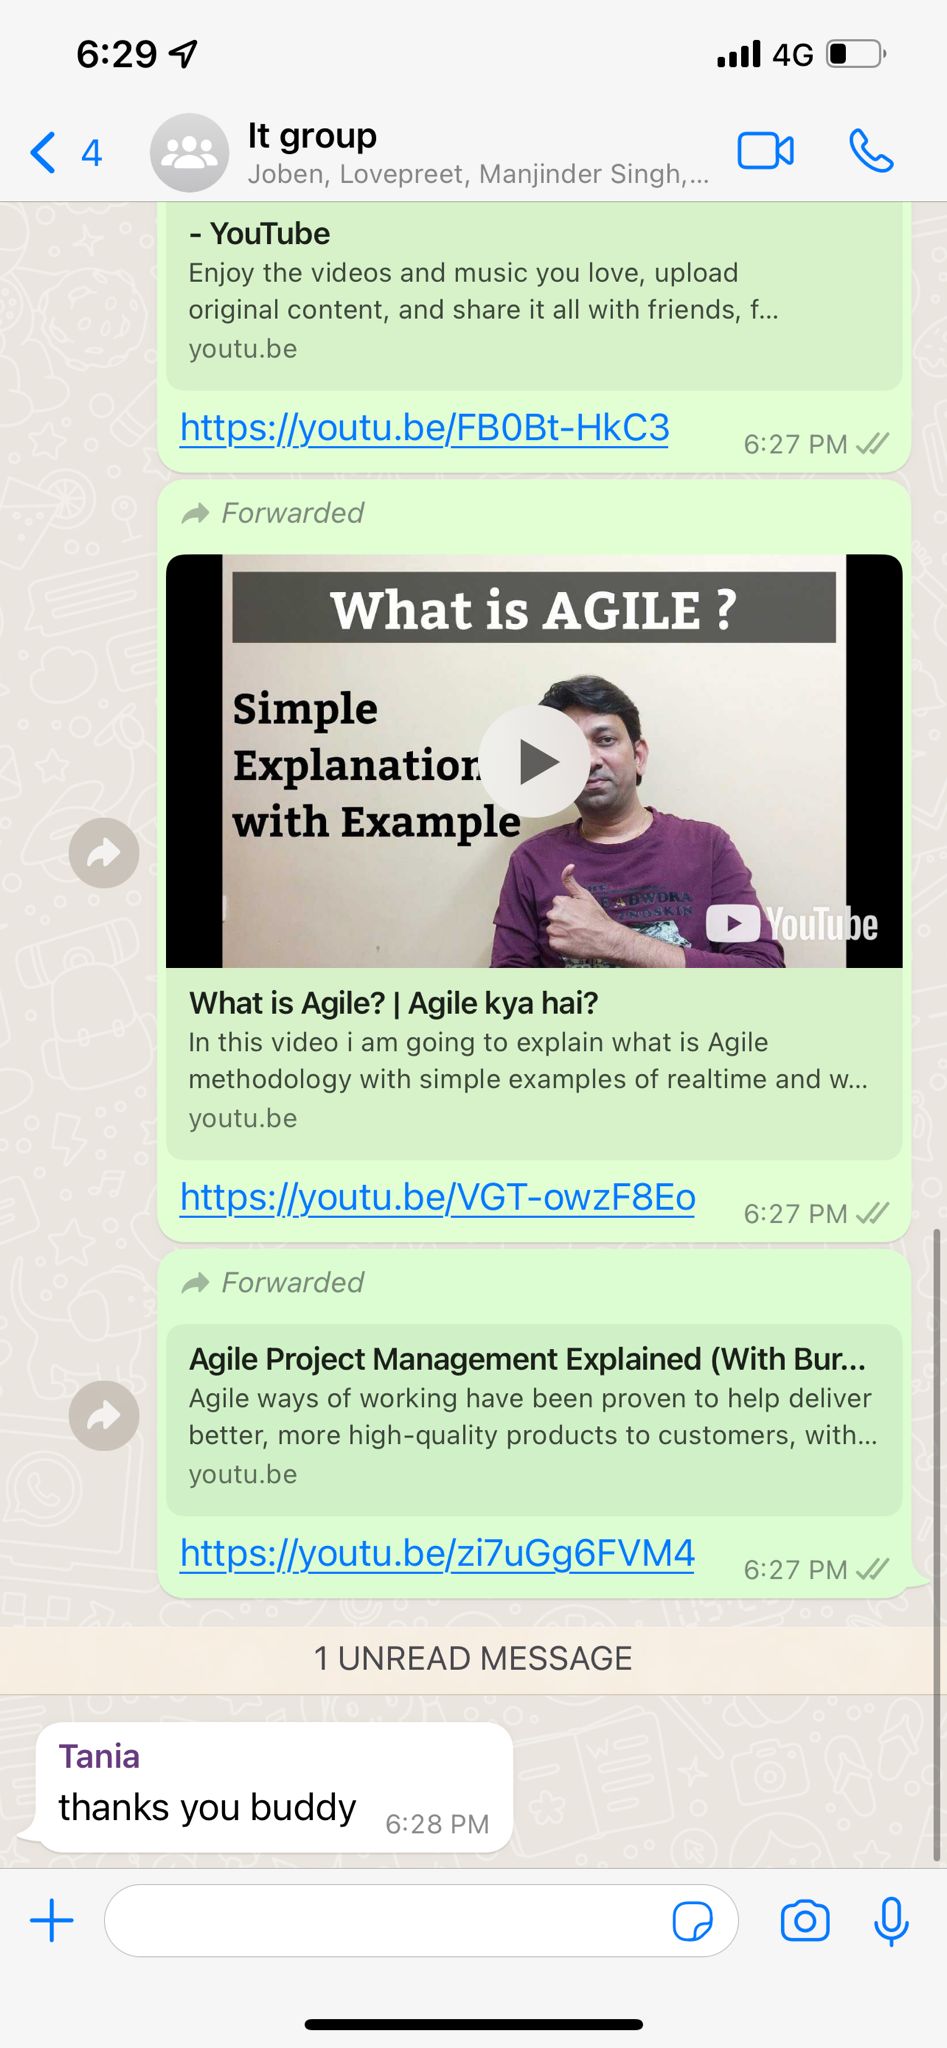 6:29
4G
4
It group
Joben, Lovepreet, Manjinder Singh,...
- YouTube
Enjoy the videos and music you love, upload
original content, and share it all with friends, f...
youtu.be
https://youtu.be/FB0Bt-HkC3
6:27 PM
Forwarded
What is AGILE ?
Simple
Explanation
with Example
YouTube
What is Agile? | Agile kya hai?
In this video i am going to explain what is Agile
methodology with simple examples of realtime and w...
youtu.be
https://youtu.be/VGT-owzF8Eo
6:27 PM
Forwarded
Agile Project Management Explained (With Bur...
Agile ways of working have been proven to help deliver
better, more high-quality products to customers, with...
youtu.be
https://youtu.be/zi7uGg6FVM4
6:27 PM
1 UNREAD MESSAGE
Tania
thanks you buddy
6:28 PM